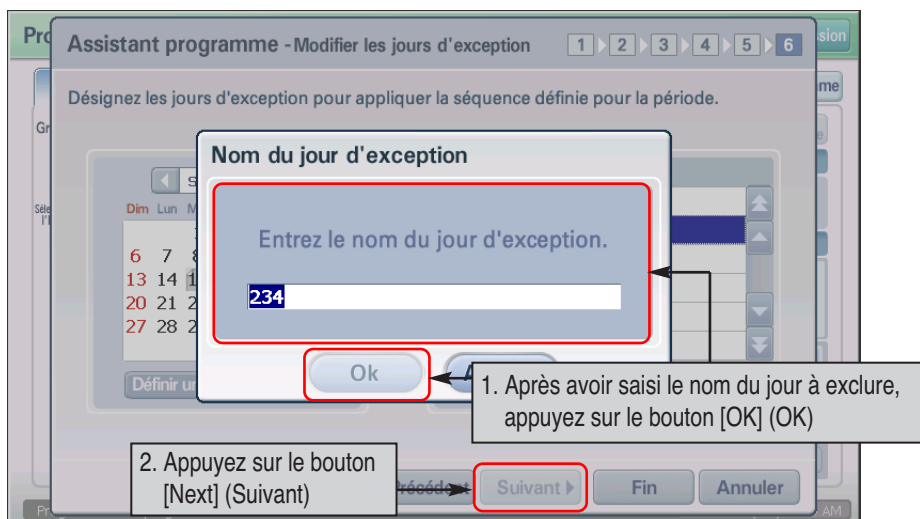 Assistant programme - Modifier les jours d'exception 1 2 3 4 5 6
Désignez les jours d'exception pour appliquer la séquence définie pour la période.
Nom du jour d'exception
Dim Lun
6 7
13 14
20 21
27 28
Entrez le nom du jour d'exception.
234
Ok
1. Après avoir saisi le nom du jour à exclure,
appuyez sur le bouton [OK] (OK)
Définir
2. Appuyez sur le bouton
[Next] (Suivant)
Précédent Suivant Fin Annuler
AM